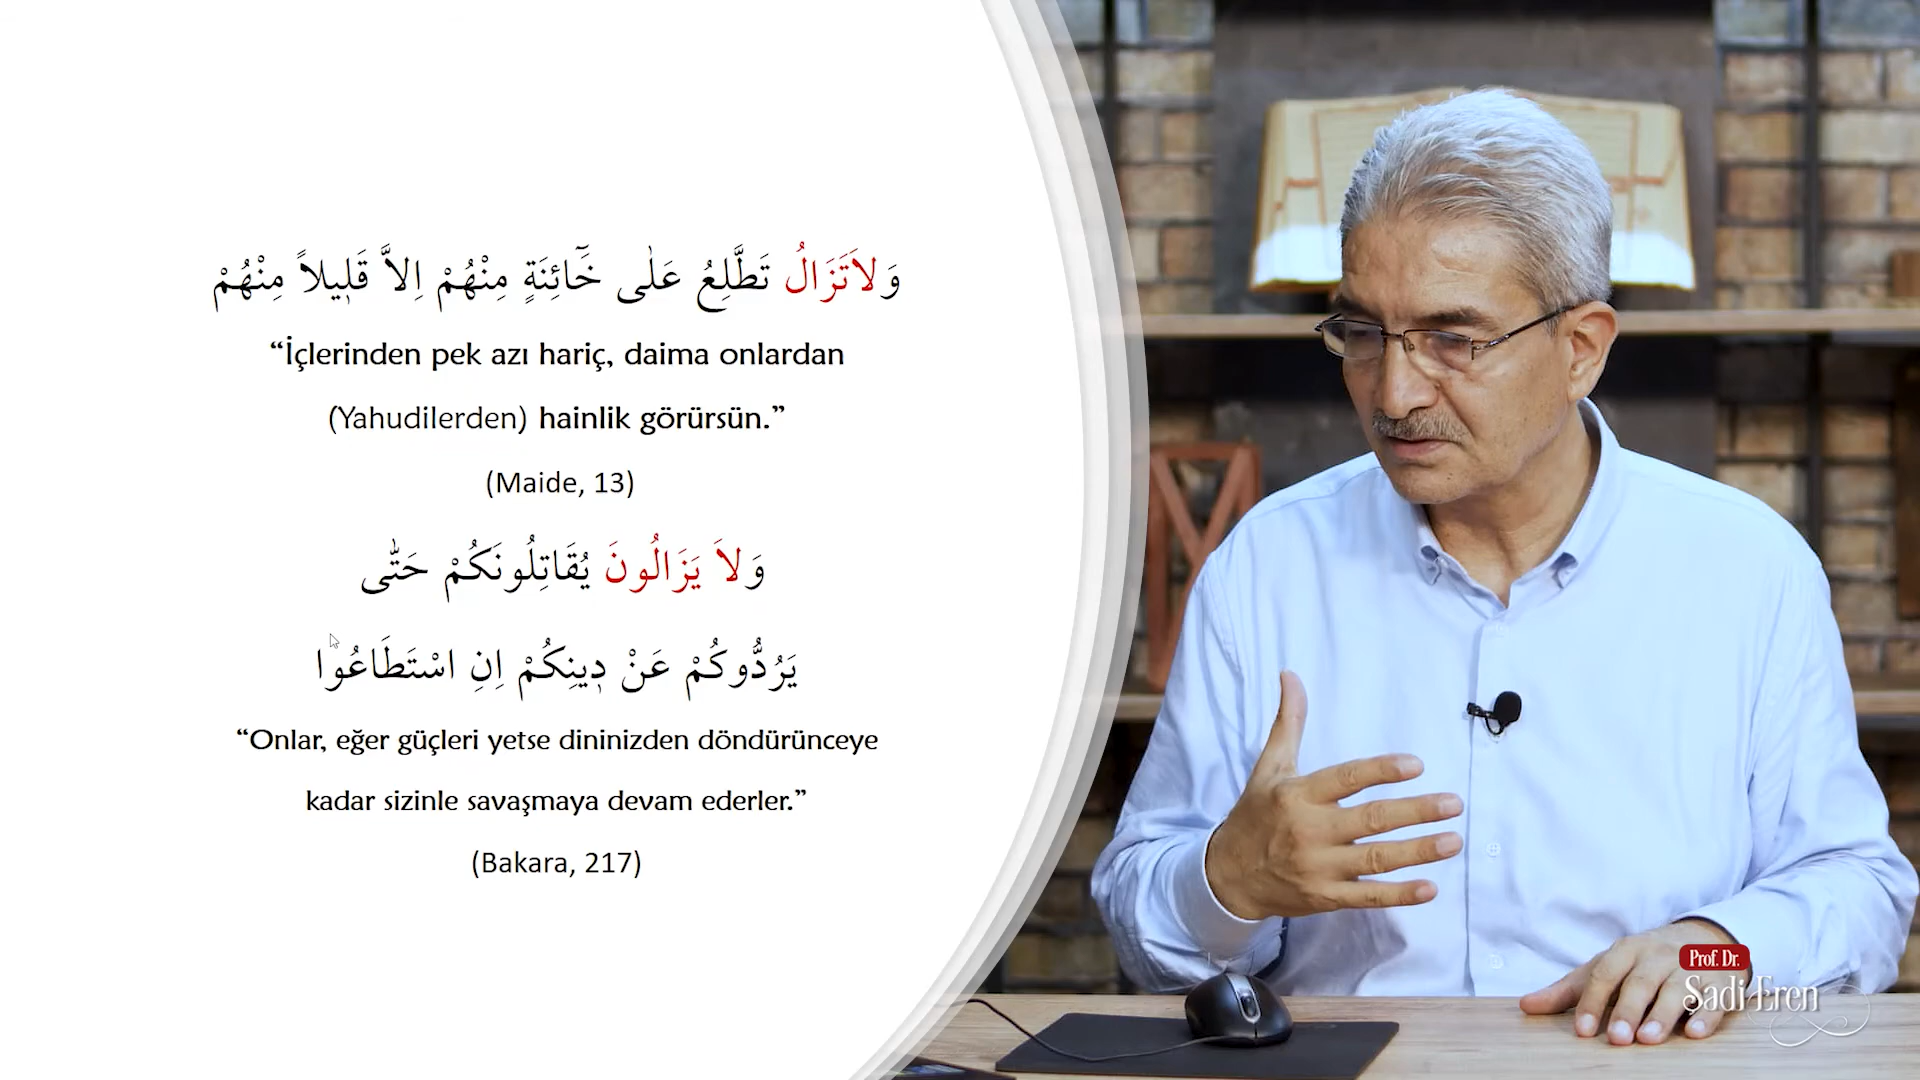 وَلاَتَزَالُ تَطَّلِعُ عَلٰى خَٓائِنَةٍ مِنْهُمْ اِلاَّ قَلٖيلاً مِنْهُمْ
“İçlerinden pek azı hariç, daima onlardan
(Yahudilerden) hainlik görürsün.”
(Maide, 13)
وَلاَ يَزَالُونَ يُقَاتِلُونَكُمْ حَتّٰى
يَرُدُّوكُمْ عَنْ دٖينِكُمْ اِنِ اسْتَطَاعُوا
“Onlar, eğer güçleri yetse dininizden döndürünceye
kadar sizinle savaşmaya devam ederler.”
(Bakara, 217)
Prof. Dr.
Şadi Eren